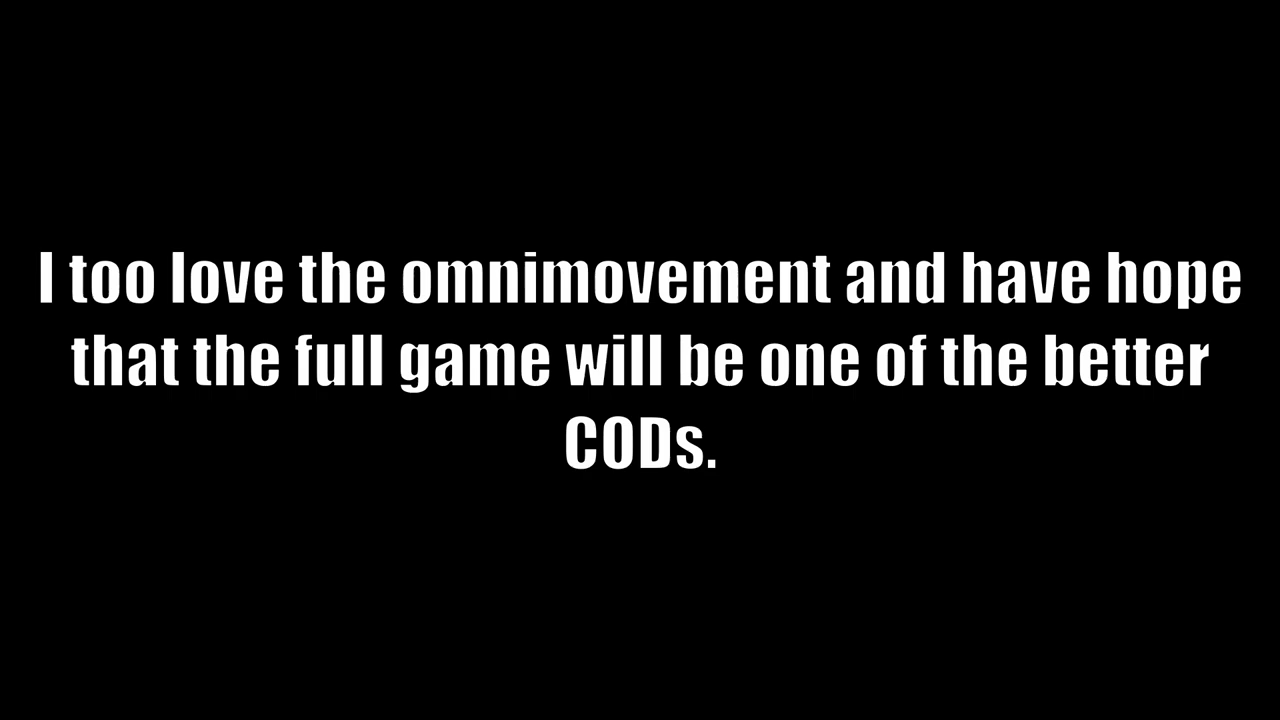 I too love the omnimovement and have hope
that the full game will be one of the better
CODs.